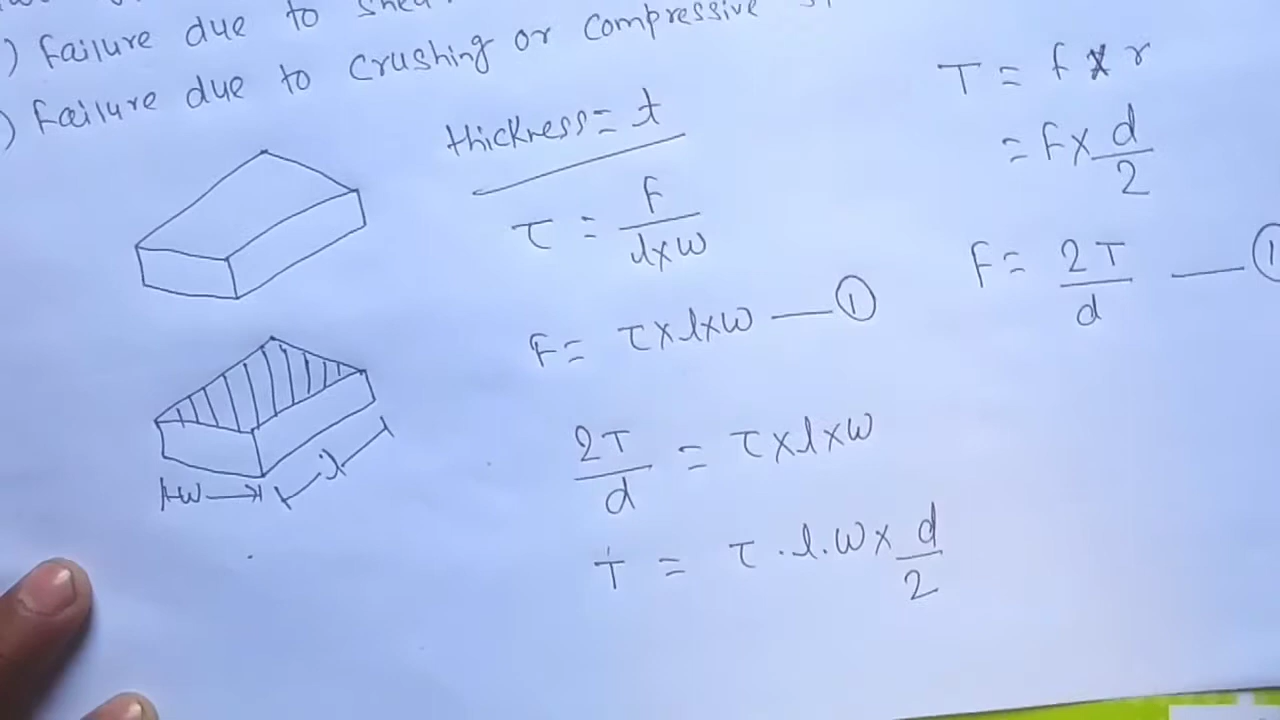 ) Failure due to
) Failure due to crushing or compressive
thickness = t
τ = F / l×w
F = τ×l×w — ①
2T / d = τ×l×w
T = τ.l.w× d / 2
w l
T = F × r
= F× d / 2
F = 2T / d — ①